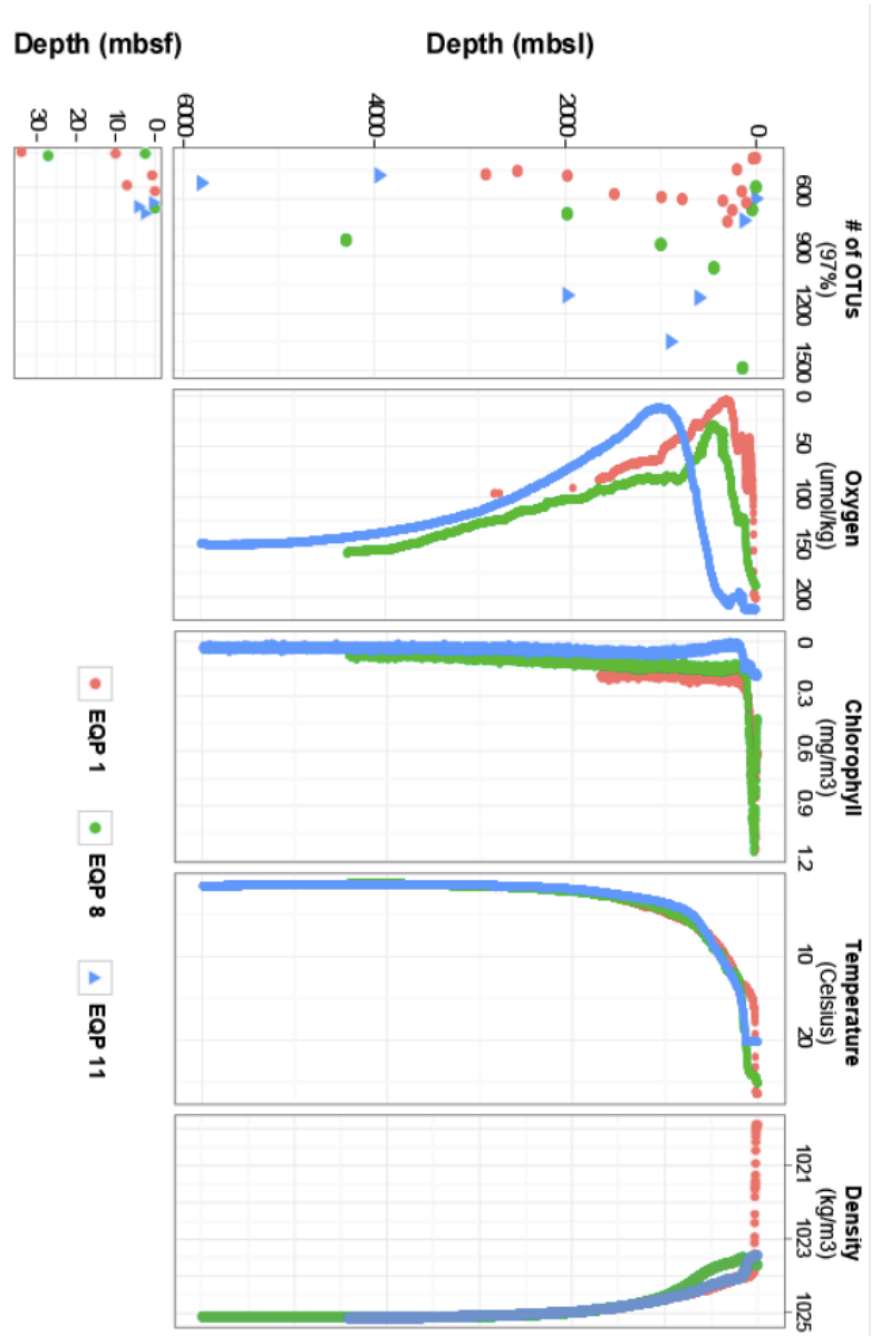 # of OTUs
(97%)
Oxygen
(umol/kg)
Chlorophyll
(mg/m3)
Temperature
(Celsius)
Density
(kg/m3)
600
900
1200
1500
0
50
100
150
200
0
0.3
0.6
0.9
1.2
10
20
1021
1023
1025
Depth (mbsl)
0
2000
4000
6000
Depth (mbsf)
0
10
20
30
EQP 1
EQP 8
EQP 11